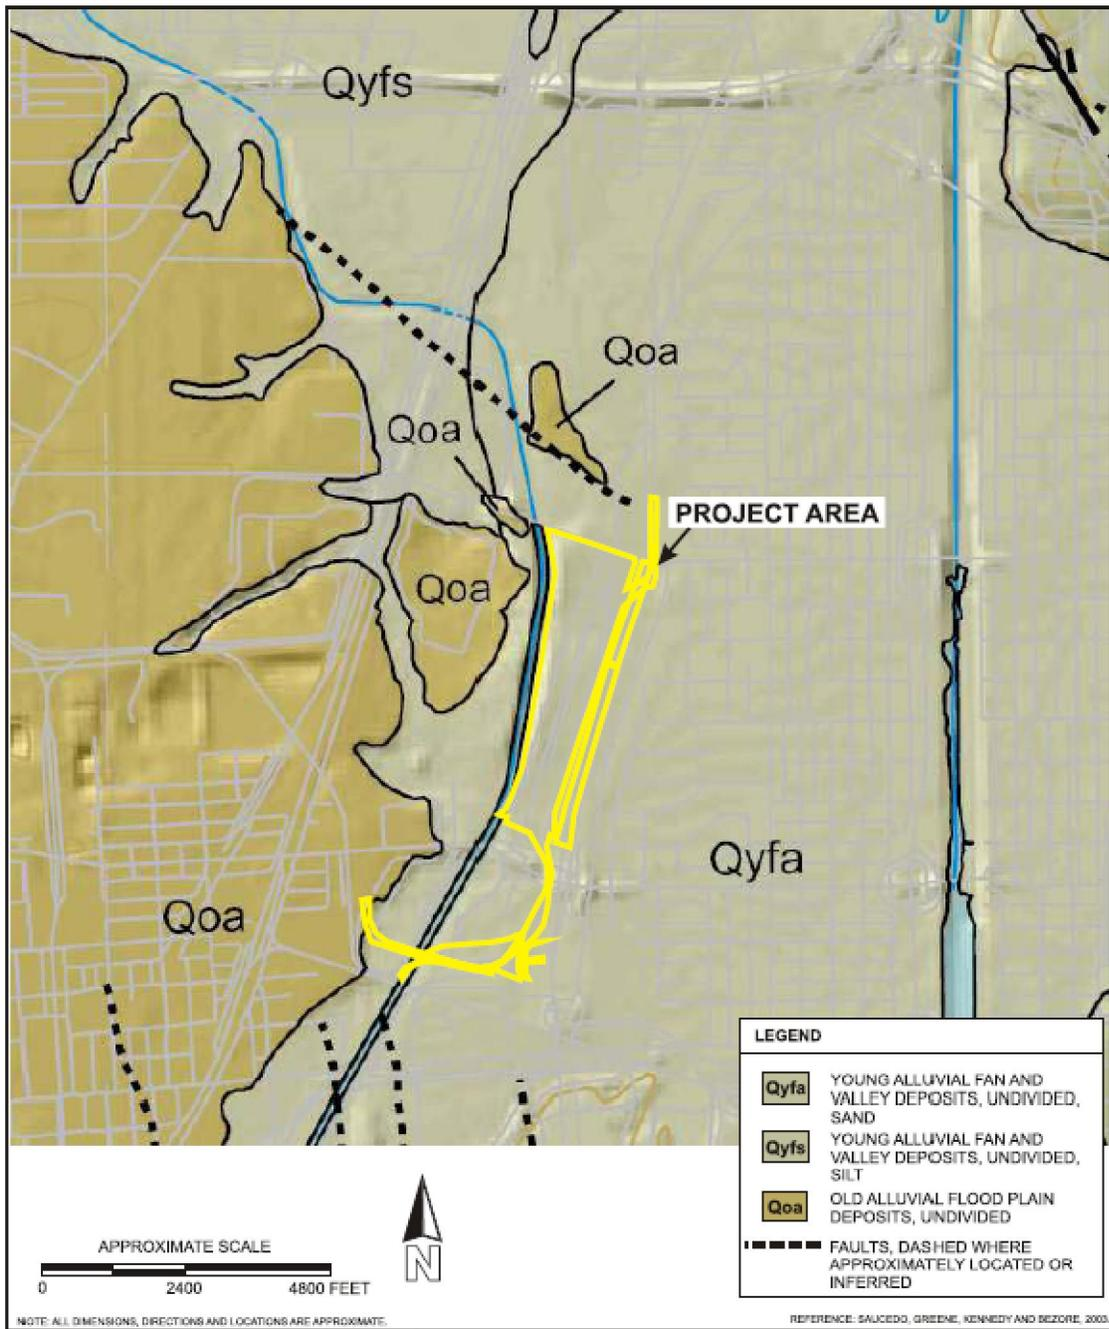 Qyfs
Qoa
Qoa
PROJECT AREA
Qoa
Qyfa
Qoa
LEGEND
Qyfa YOUNG ALLUVIAL FAN AND
VALLEY DEPOSITS, UNDIVIDED,
SAND
Qyfs YOUNG ALLUVIAL FAN AND
VALLEY DEPOSITS, UNDIVIDED,
SILT
Qoa OLD ALLUVIAL FLOOD PLAIN
DEPOSITS, UNDIVIDED
FAULTS, DASHED WHERE
APPROXIMATELY LOCATED OR
INFERRED
APPROXIMATE SCALE
0 2400 4800 FEET
N
NOTE: ALL DIMENSIONS, DIRECTIONS AND LOCATIONS ARE APPROXIMATE.
REFERENCE: SAUCEDO, GREENE, KENNEDY AND BEZORE, 2003.